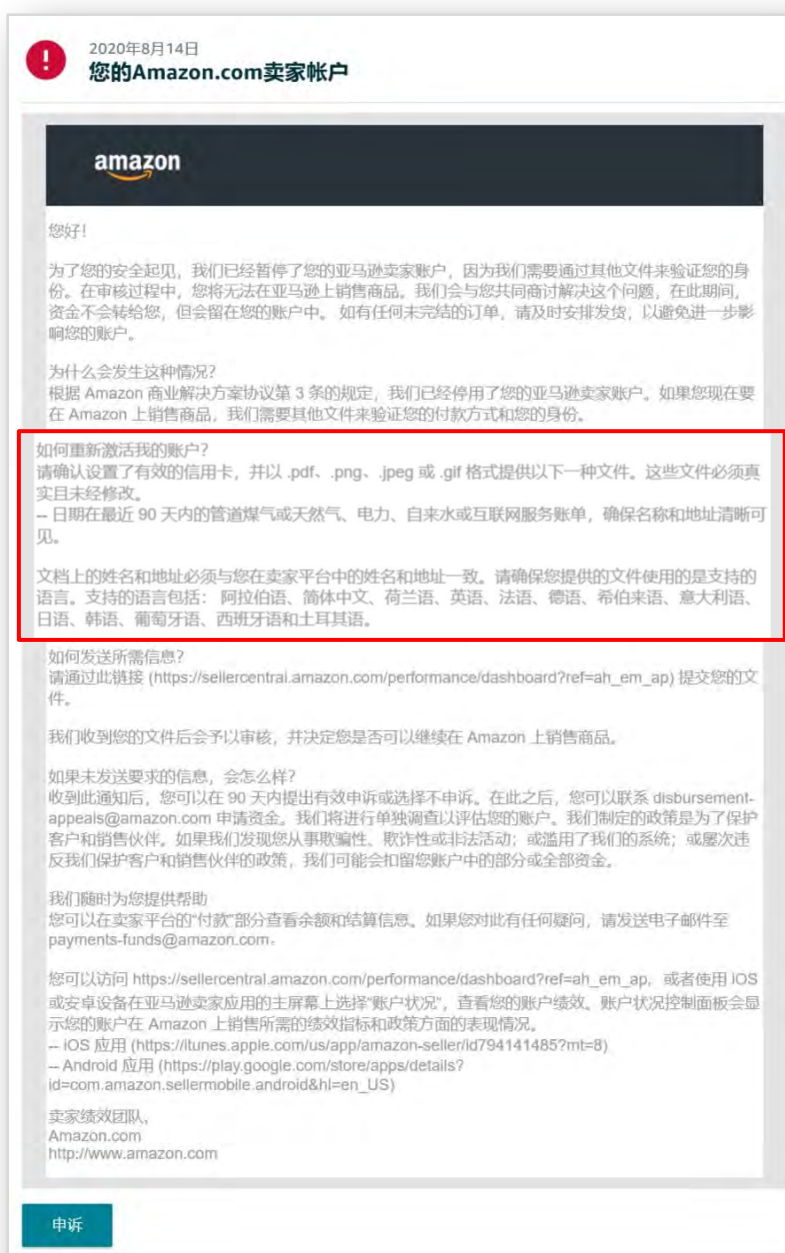 2020年8月14日
您的Amazon.com卖家帐户
amazon
您好!
为了您的安全起见，我们已经暂停了您的亚马逊卖家账户，因为我们需要通过其他文件来验证您的身
份。在审核过程中，您将无法在亚马逊上销售商品。我们会与您共同商讨解决这个问题，在此期间，
资金不会转给您，但会留在您的账户中。 如有任何未完结的订单，请及时安排发货，以避免进一步影
响您的账户。
为什么会发生这种情况?
根据 Amazon 商业解决方案协议第 3 条的规定，我们已经停用了您的亚马逊卖家账户。如果您现在要
在 Amazon 上销售商品，我们需要其他文件来验证您的付款方式和您的身份。
如何重新激活我的账户?
请确认设置了有效的信用卡，并以 .pdf、.png、.jpeg 或 .gif 格式提供以下一种文件。这些文件必须真
实且未经修改。
-- 日期在最近 90 天内的管道煤气或天然气、电力、自来水或互联网服务账单，确保名称和地址清晰可
见。
文档上的姓名和地址必须与您在卖家平台中的姓名和地址一致。请确保您提供的文件使用的是支持的
语言。支持的语言包括： 阿拉伯语、简体中文、荷兰语、英语、法语、德语、希伯来语、意大利语、
日语、韩语、葡萄牙语、西班牙语和土耳其语。
如何发送所需信息?
请通过此链接 (https://sellercentral.amazon.com/performance/dashboard?ref=ah_em_ap) 提交您的文
件。
我们收到您的文件后会予以审核，并决定您是否可以继续在 Amazon 上销售商品。
如果未发送要求的信息，会怎么样?
收到此通知后，您可以在 90 天内提出有效申诉或选择不申诉。在此之后，您可以联系 disbursement-
appeals@amazon.com 申请资金。我们将进行单独调查以评估您的账户。我们制定的政策是为了保护
客户和销售伙伴。如果我们发现您从事欺骗性、欺诈性或非法活动；或滥用了我们的系统；或屡次违
反我们保护客户和销售伙伴的政策，我们可能会扣留您账户中的部分或全部资金。
我们随时为您提供帮助
您可以在卖家平台的“付款”部分查看余额和结算信息。如果您对此有任何疑问，请发送电子邮件至
payments-funds@amazon.com。
您可以访问 https://sellercentral.amazon.com/performance/dashboard?ref=ah_em_ap，或者使用 iOS
或安卓设备在亚马逊卖家应用的主屏幕上选择“账户状况”，查看您的账户绩效。账户状况控制面板会显
示您的账户在 Amazon 上销售所需的绩效指标和政策方面的表现情况。
-- iOS 应用 (https://itunes.apple.com/us/app/amazon-seller/id794141485?mt=8)
-- Android 应用 (https://play.google.com/store/apps/details?
id=com.amazon.sellermobile.android&hl=en_US)
卖家绩效团队,
Amazon.com
http://www.amazon.com
申诉